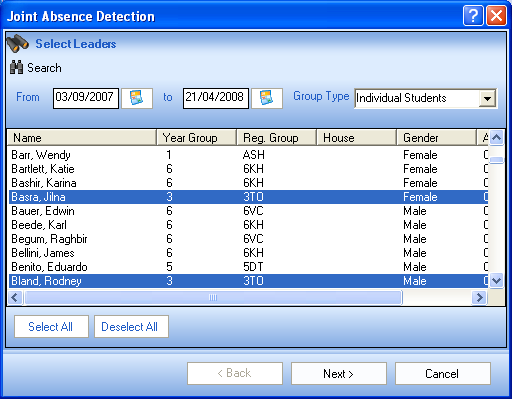 Joint Absence Detection
Select Leaders
Search
From 03/09/2007 to 21/04/2008 Group Type Individual Students
Name Year Group Reg. Group House Gender A
Barr, Wendy 1 ASH Female
Bartlett, Katie 6 6KH Female
Bashir, Karina 6 6KH Female
Basra, Jilna 3 3TO Female
Bauer, Edwin 6 6VC Male
Beede, Karl 6 6KH Male
Begum, Raghbir 6 6VC Male
Bellini, James 6 6KH Male
Benito, Eduardo 5 5DT Male
Bland, Rodney 3 3TO Male
Select All Deselect All
< Back Next > Cancel